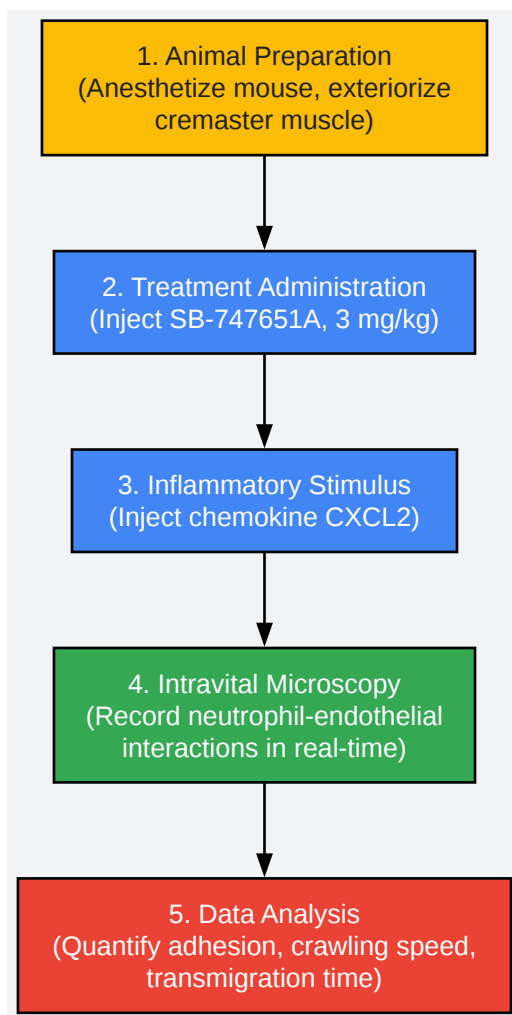 1. Animal Preparation
(Anesthetize mouse, exteriorize
cremaster muscle)
2. Treatment Administration
(Inject SB-747651A, 3 mg/kg)
3. Inflammatory Stimulus
(Inject chemokine CXCL2)
4. Intravital Microscopy
(Record neutrophil-endothelial
interactions in real-time)
5. Data Analysis
(Quantify adhesion, crawling speed,
transmigration time)